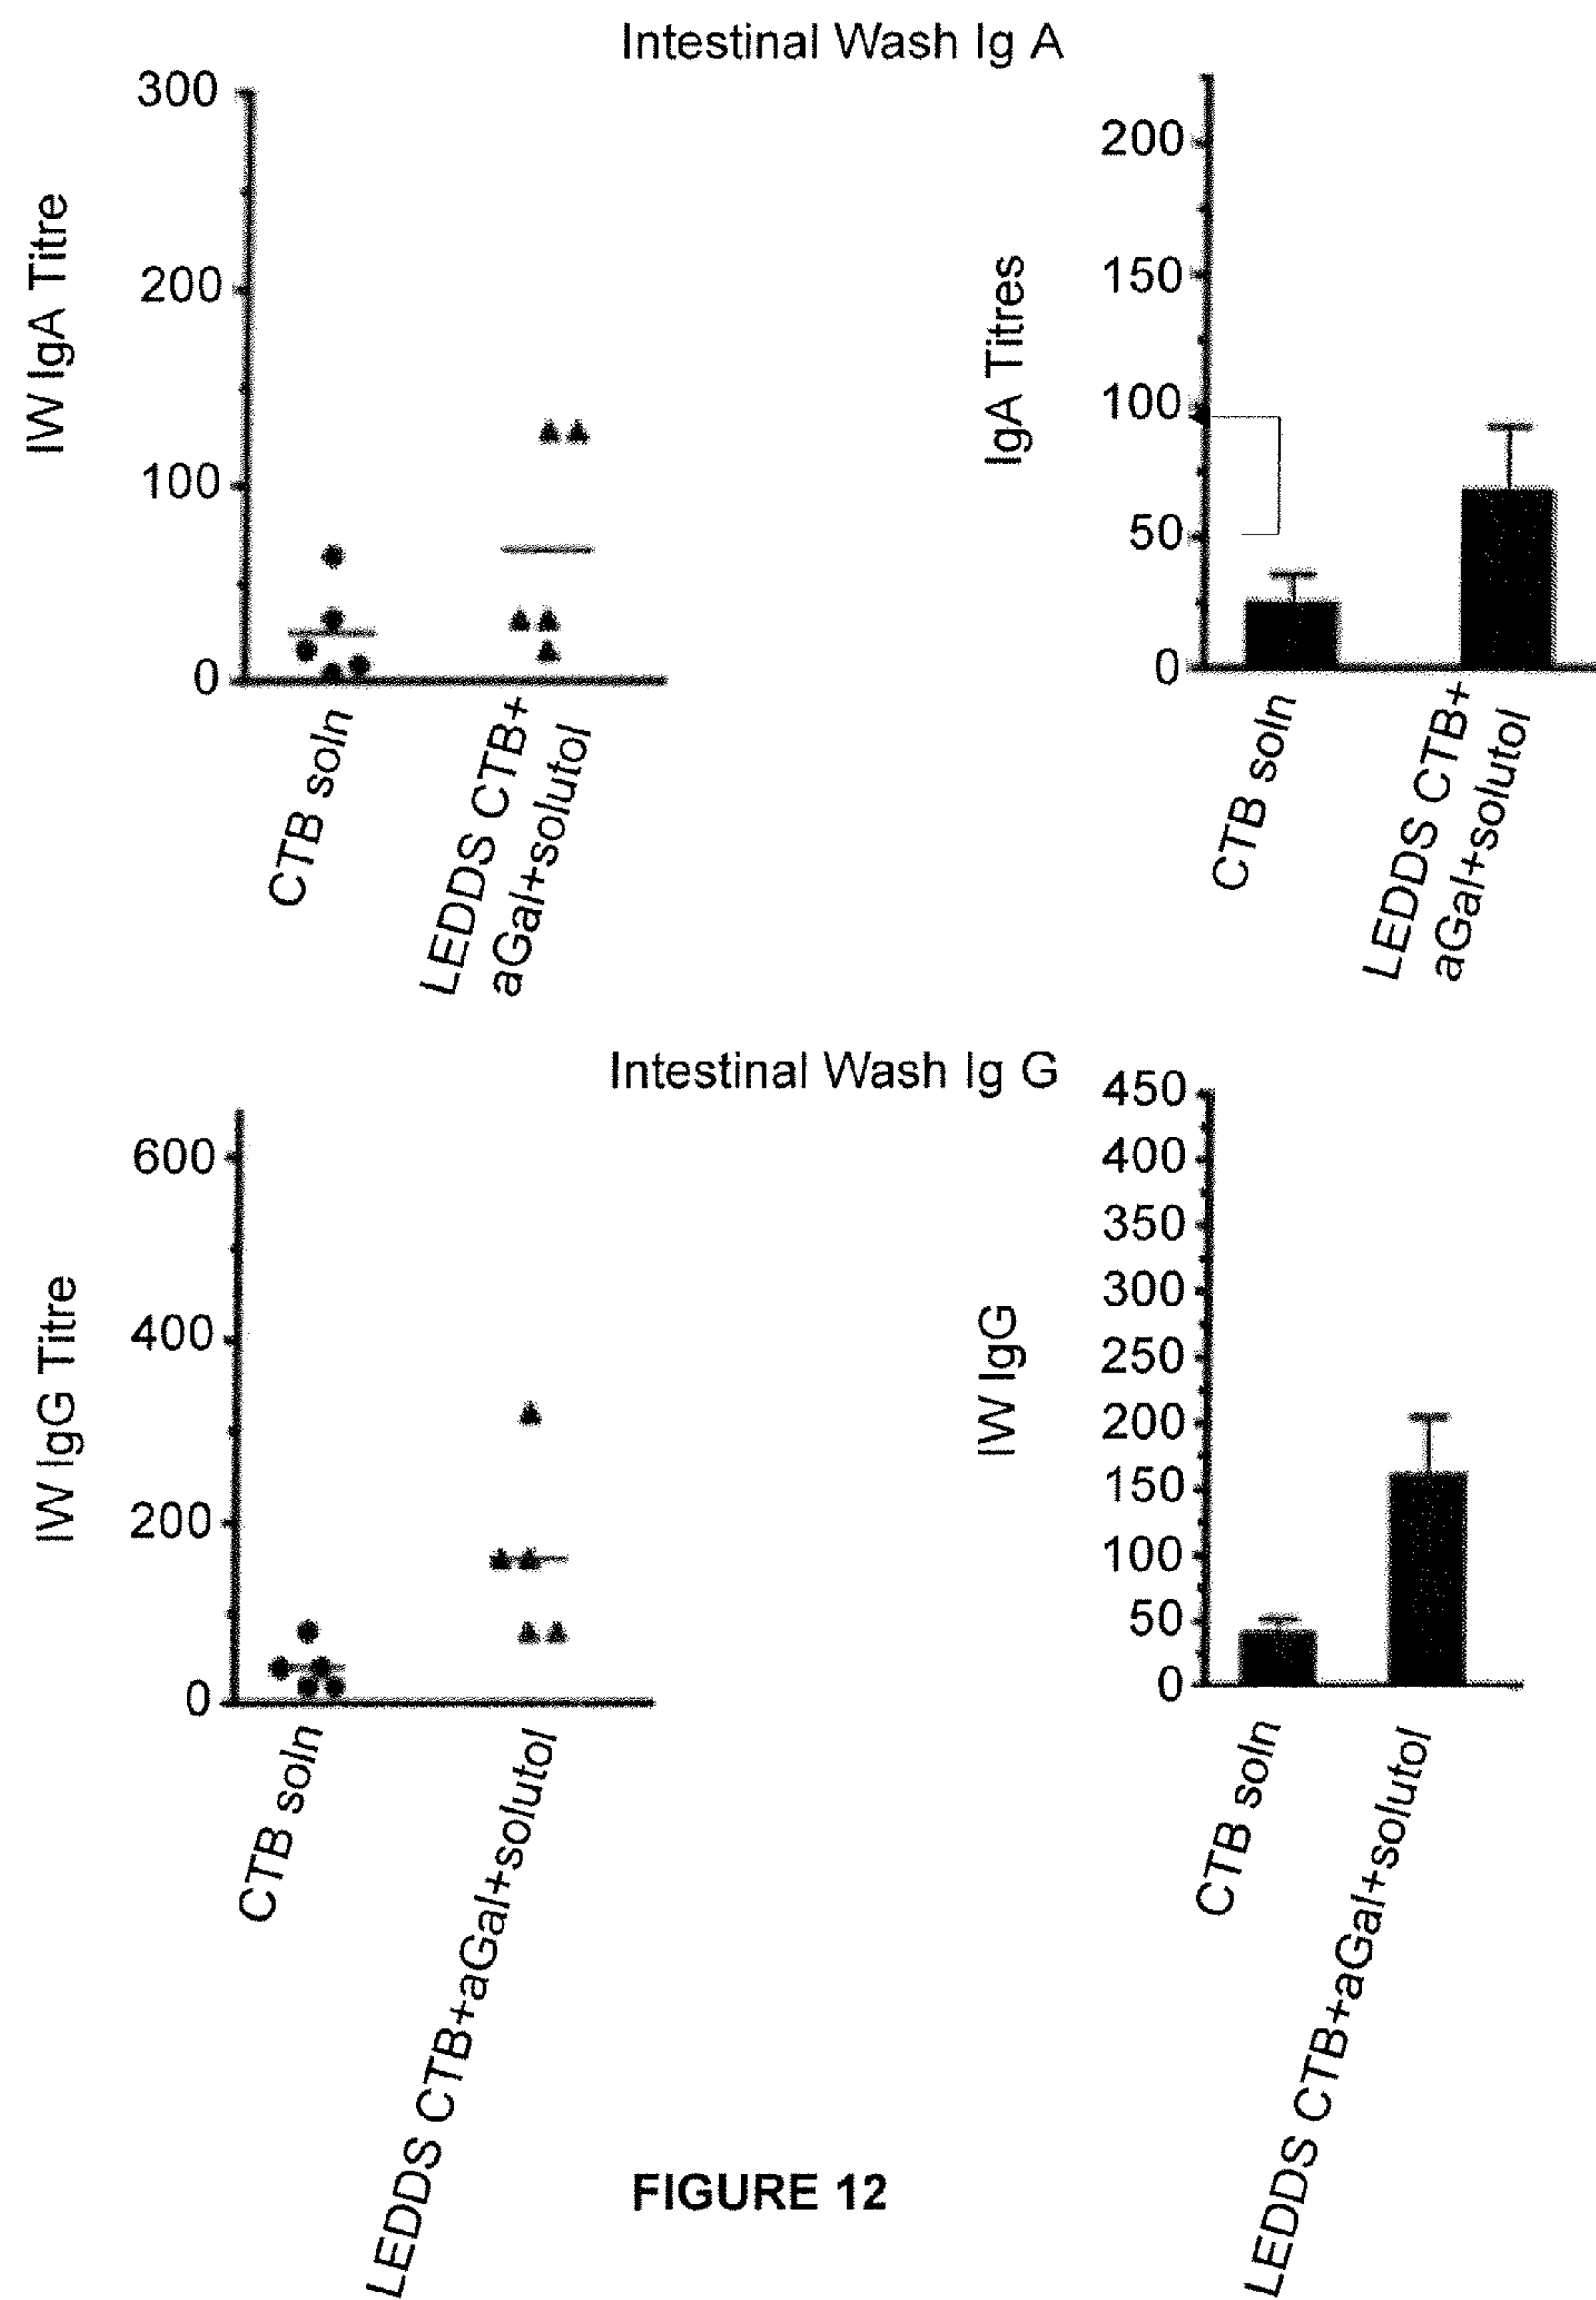 Intestinal Wash Ig A
IW IgA Titre
300
200
100
0
CTB soln
LEDDS CTB+
aGal+solutol
IgA Titres
200
150
100
50
0
CTB soln
LEDDS CTB+
aGal+solutol
Intestinal Wash Ig G
IW IgG Titre
600
400
200
0
CTB soln
LEDDS CTB+aGal+solutol
IW IgG
450
400
350
300
250
200
150
100
50
0
CTB soln
LEDDS CTB+aGal+solutol
FIGURE 12